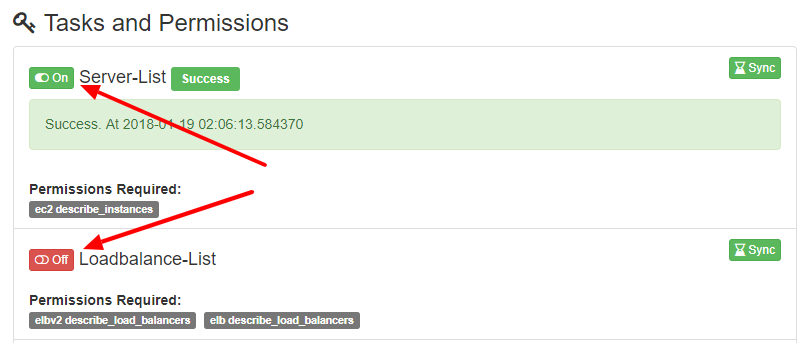 Tasks and Permissions
On Server-List Success Sync
Success. At 2018-01-19 02:06:13.584370
Permissions Required:
ec2 describe_instances
Off Loadbalance-List Sync
Permissions Required:
elbv2 describe_load_balancers elb describe_load_balancers